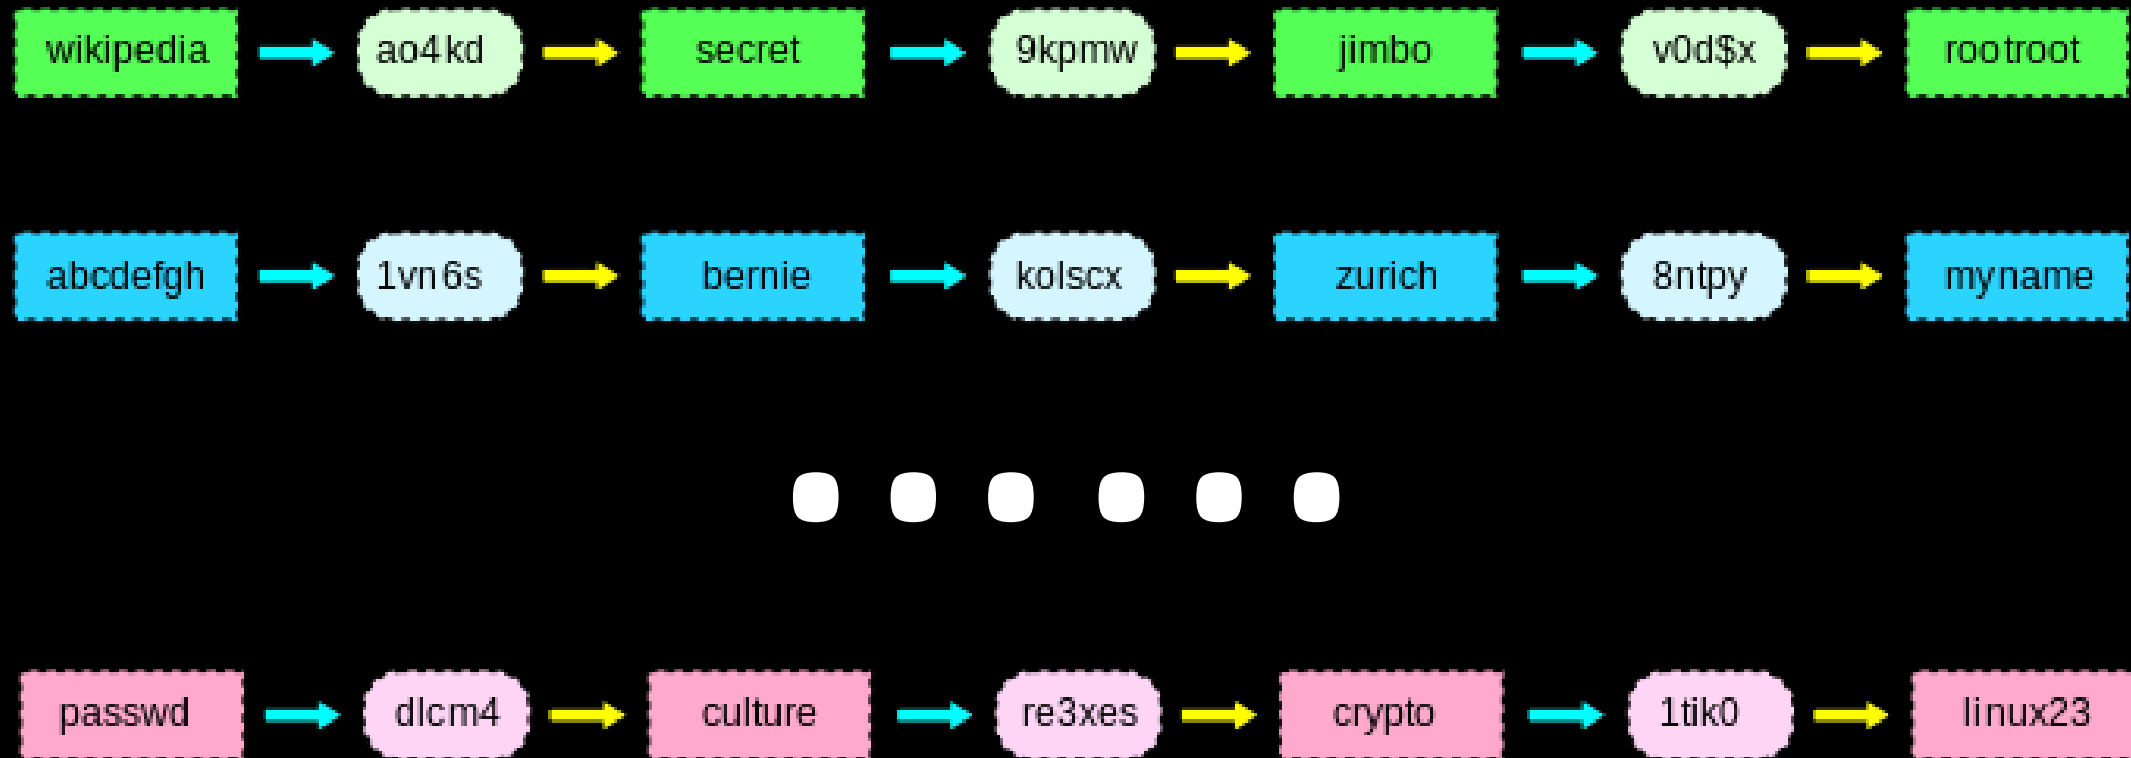 wikipedia ao4kd secret 9kpmw jimbo v0d$x rootroot
abcdefgh 1vn6s bernie kolscx zurich 8ntpy myname
passwd dlcm4 culture re3xes crypto 1tik0 linux23